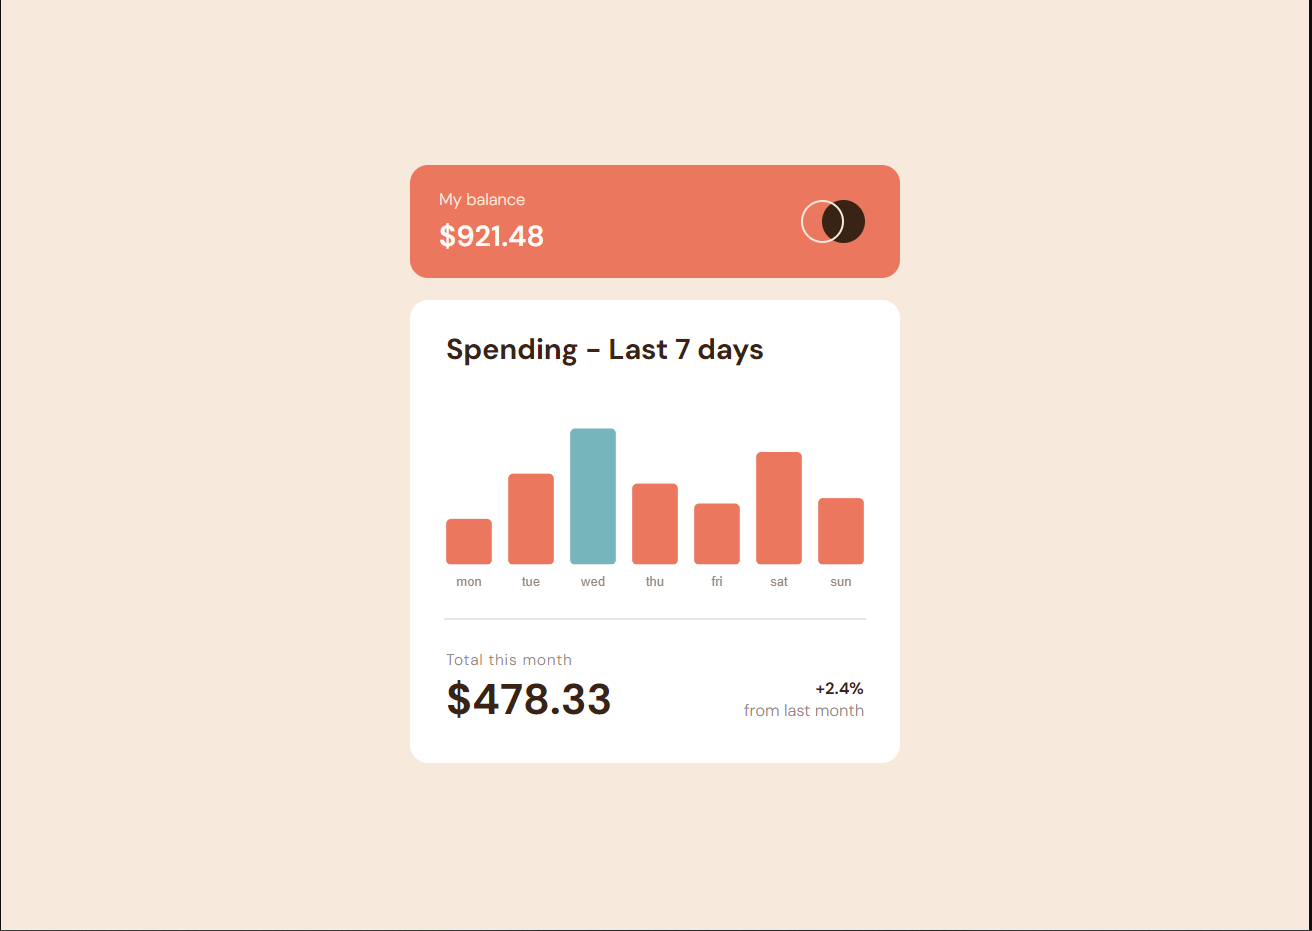 My balance
$921.48
Spending - Last 7 days
mon tue wed thu fri sat sun
Total this month
$478.33
+2.4%
from last month